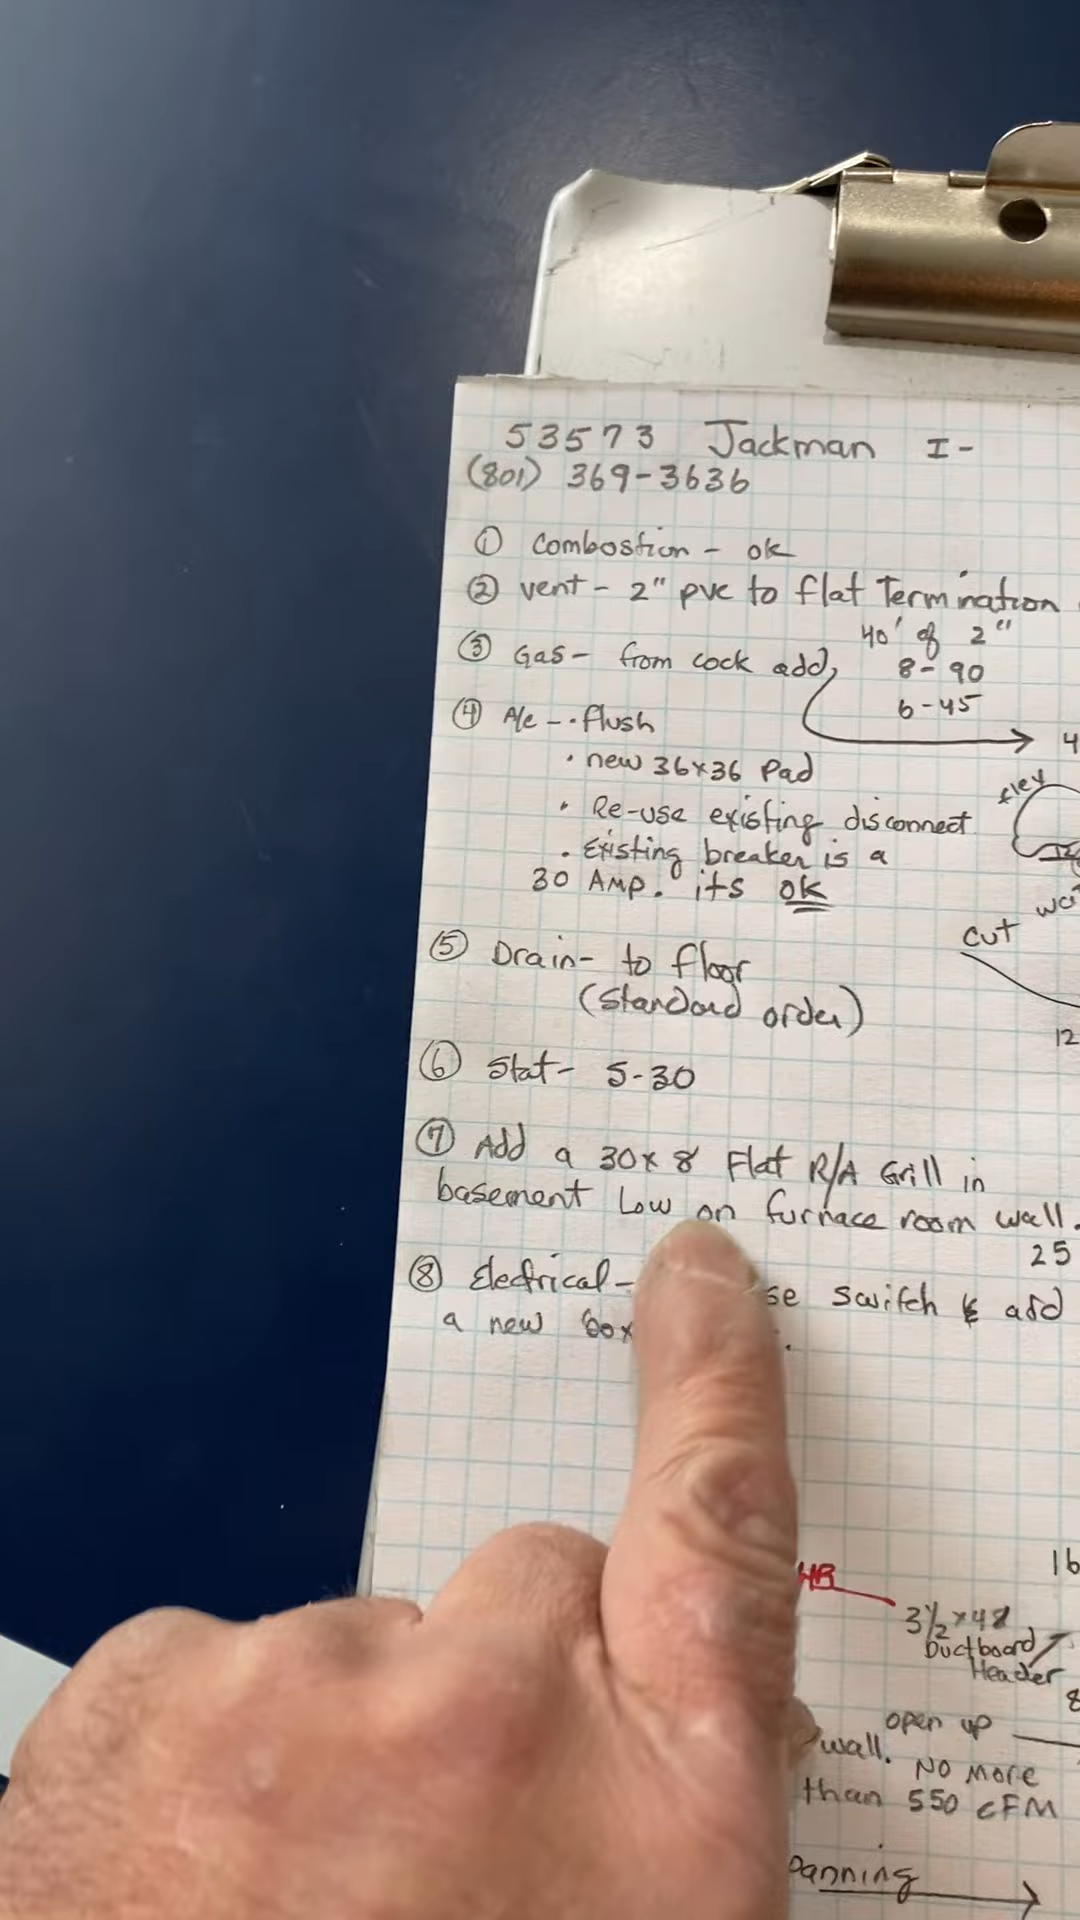 53573 Jackman I-
(801) 369-3636
① Combostion - ok
② vent - 2" pvc to flat Termination
40' of 2"
③ Gas - from cock add,
8-90
6-45
4
④ A/c - • flush
• new 36x36 Pad
• Re-use existing disconnect
• Existing breaker is a
30 AMP. its ok
flex
cut
12
⑤ Drain - to floor
(Standard order)
⑥ Stat - 5-30
⑦ Add a 30x8 Flat R/A Grill in
basement Low on furnace room wall.
25
⑧ Electrical - se switch & add
a new box
16
3½ x 48
Ductboard
Header
8
open up
wall. No More
than 550 CFM
panning